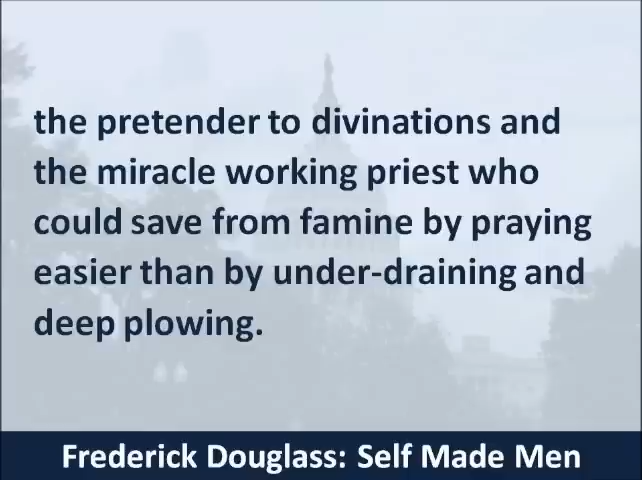 the pretender to divinations and
the miracle working priest who
could save from famine by praying
easier than by under-draining and
deep plowing.
Frederick Douglass: Self Made Men